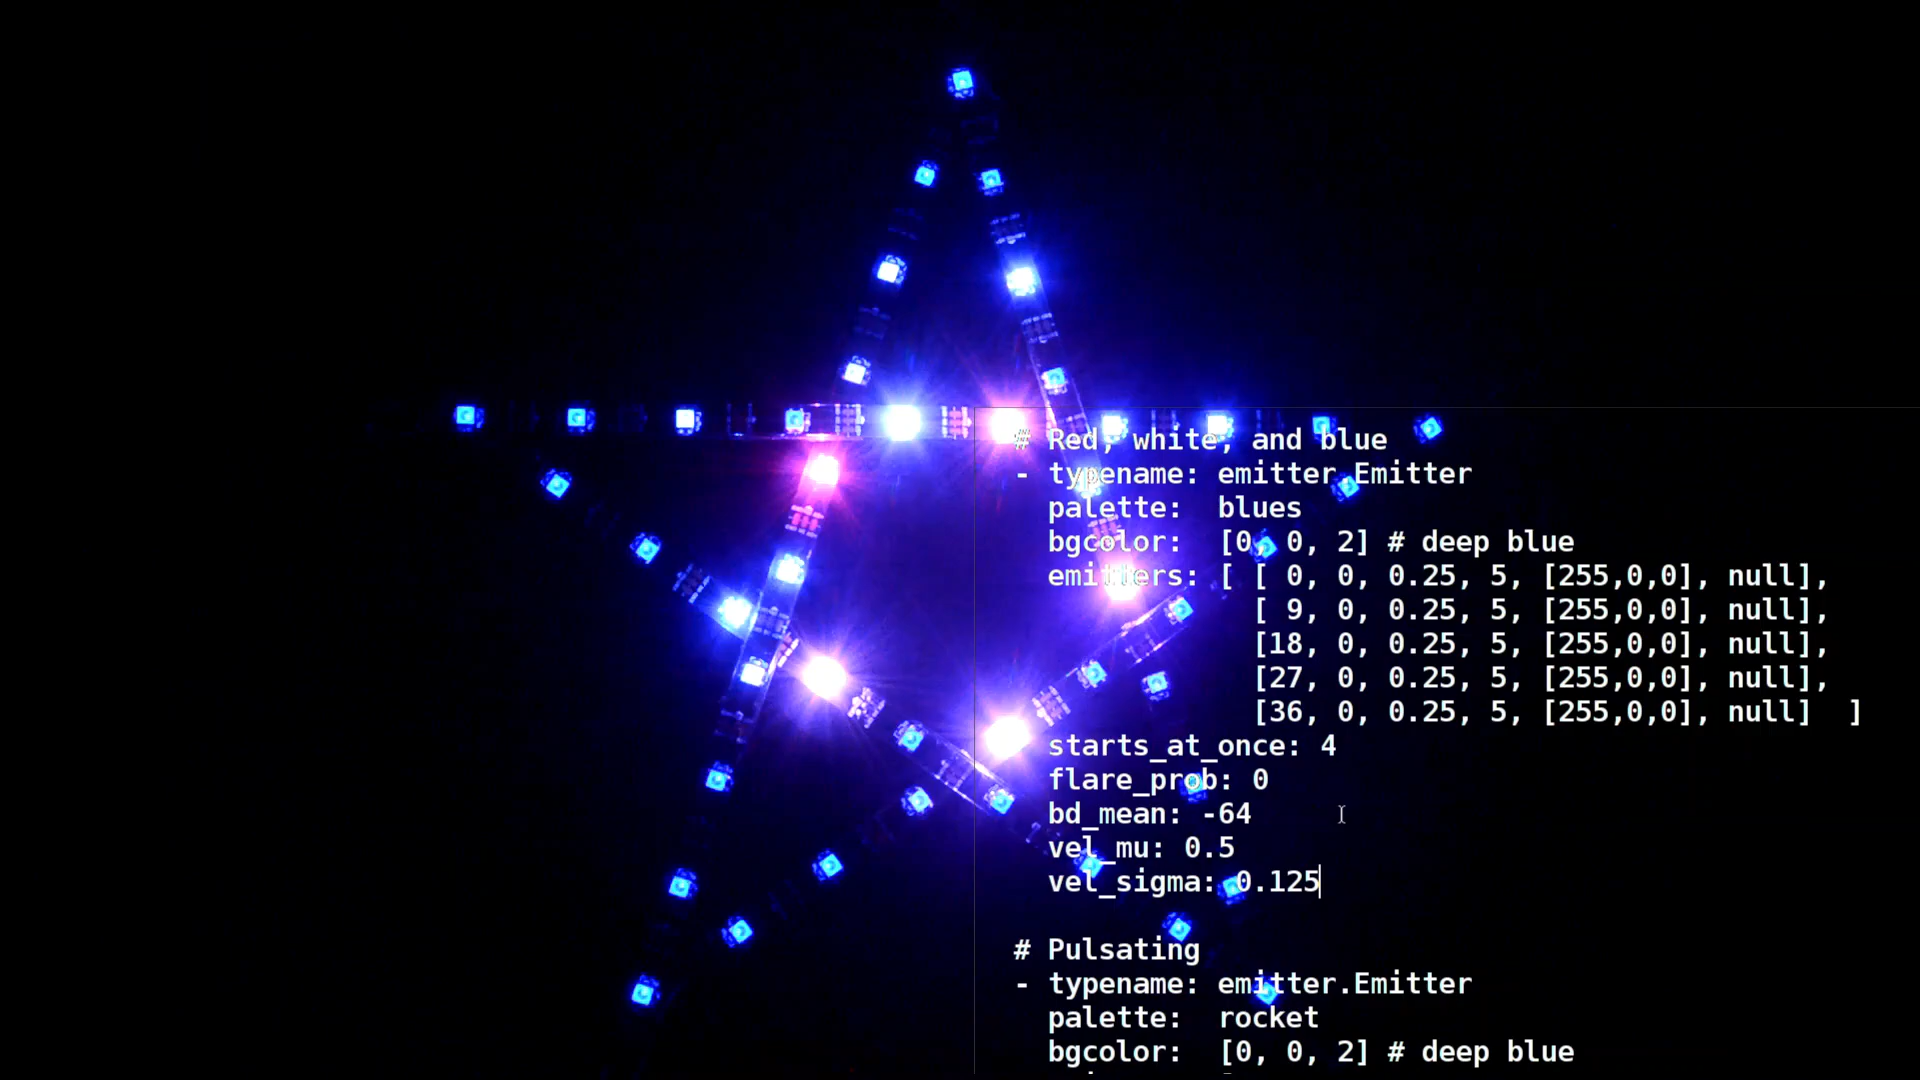 # Red, white, and blue
- typename: emitter.Emitter
palette: blues
bgcolor: [0, 0, 2] # deep blue
emitters: [ [ 0, 0, 0.25, 5, [255,0,0], null],
[ 9, 0, 0.25, 5, [255,0,0], null],
[18, 0, 0.25, 5, [255,0,0], null],
[27, 0, 0.25, 5, [255,0,0], null],
[36, 0, 0.25, 5, [255,0,0], null] ]
starts_at_once: 4
flare_prob: 0
bd_mean: -64
vel_mu: 0.5
vel_sigma: 0.125
# Pulsating
- typename: emitter.Emitter
palette: rocket
bgcolor: [0, 0, 2] # deep blue